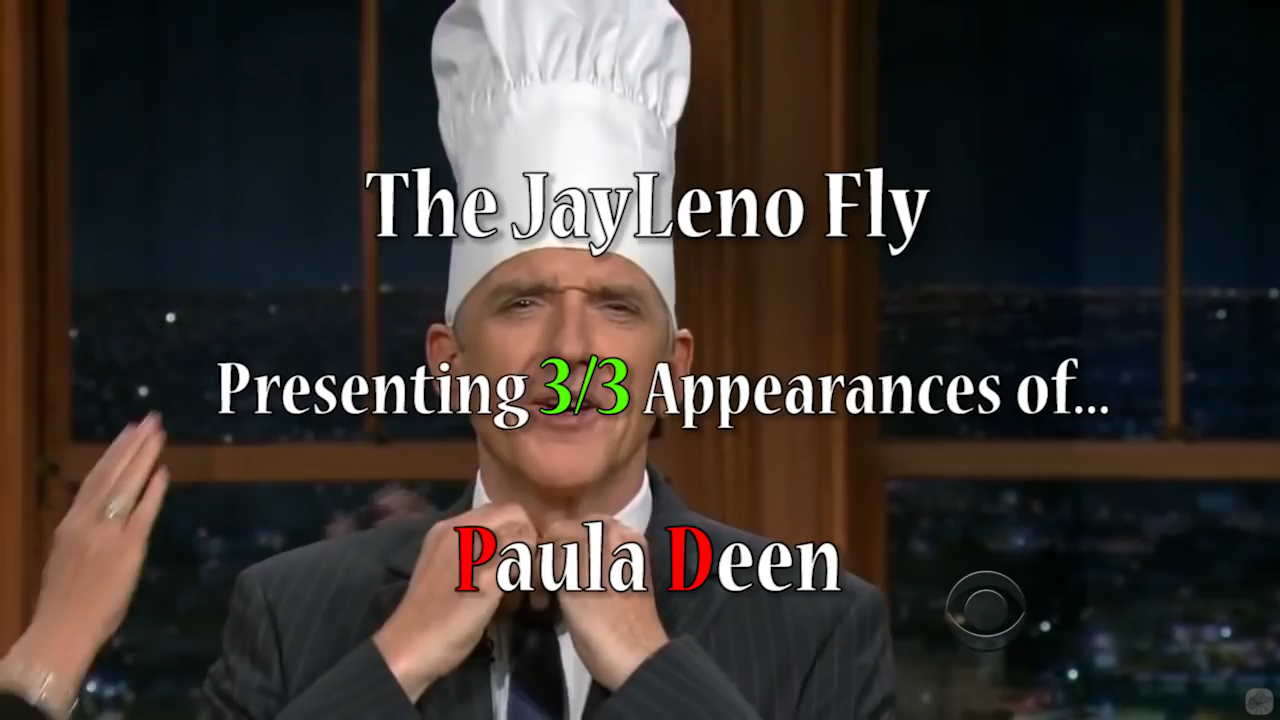 The JayLeno Fly
Presenting 3/3 Appearances of...
Paula Deen